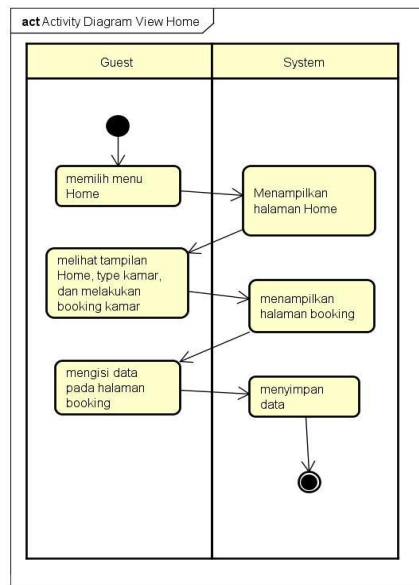 act Activity Diagram View Home
Guest
System
memilih menu
Home
Menampilkan
halaman Home
melihat tampilan
Home, type kamar,
dan melakukan
booking kamar
menampilkan
halaman booking
mengisi data
pada halaman
booking
menyimpan
data